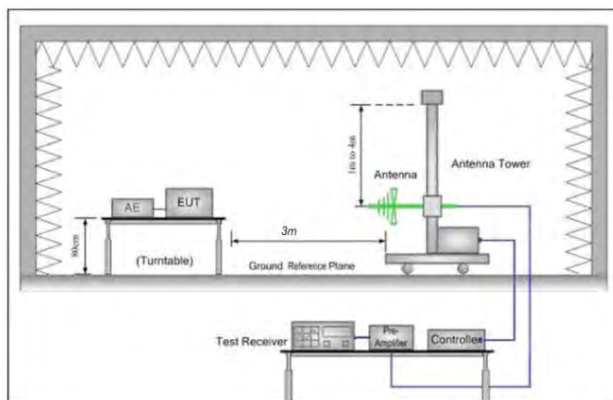 1m to 4m
Antenna
Antenna Tower
AE
EUT
80cm
(Turntable)
3m
Ground Reference Plane
Test Receiver
Pre-
Amplifier
Controller